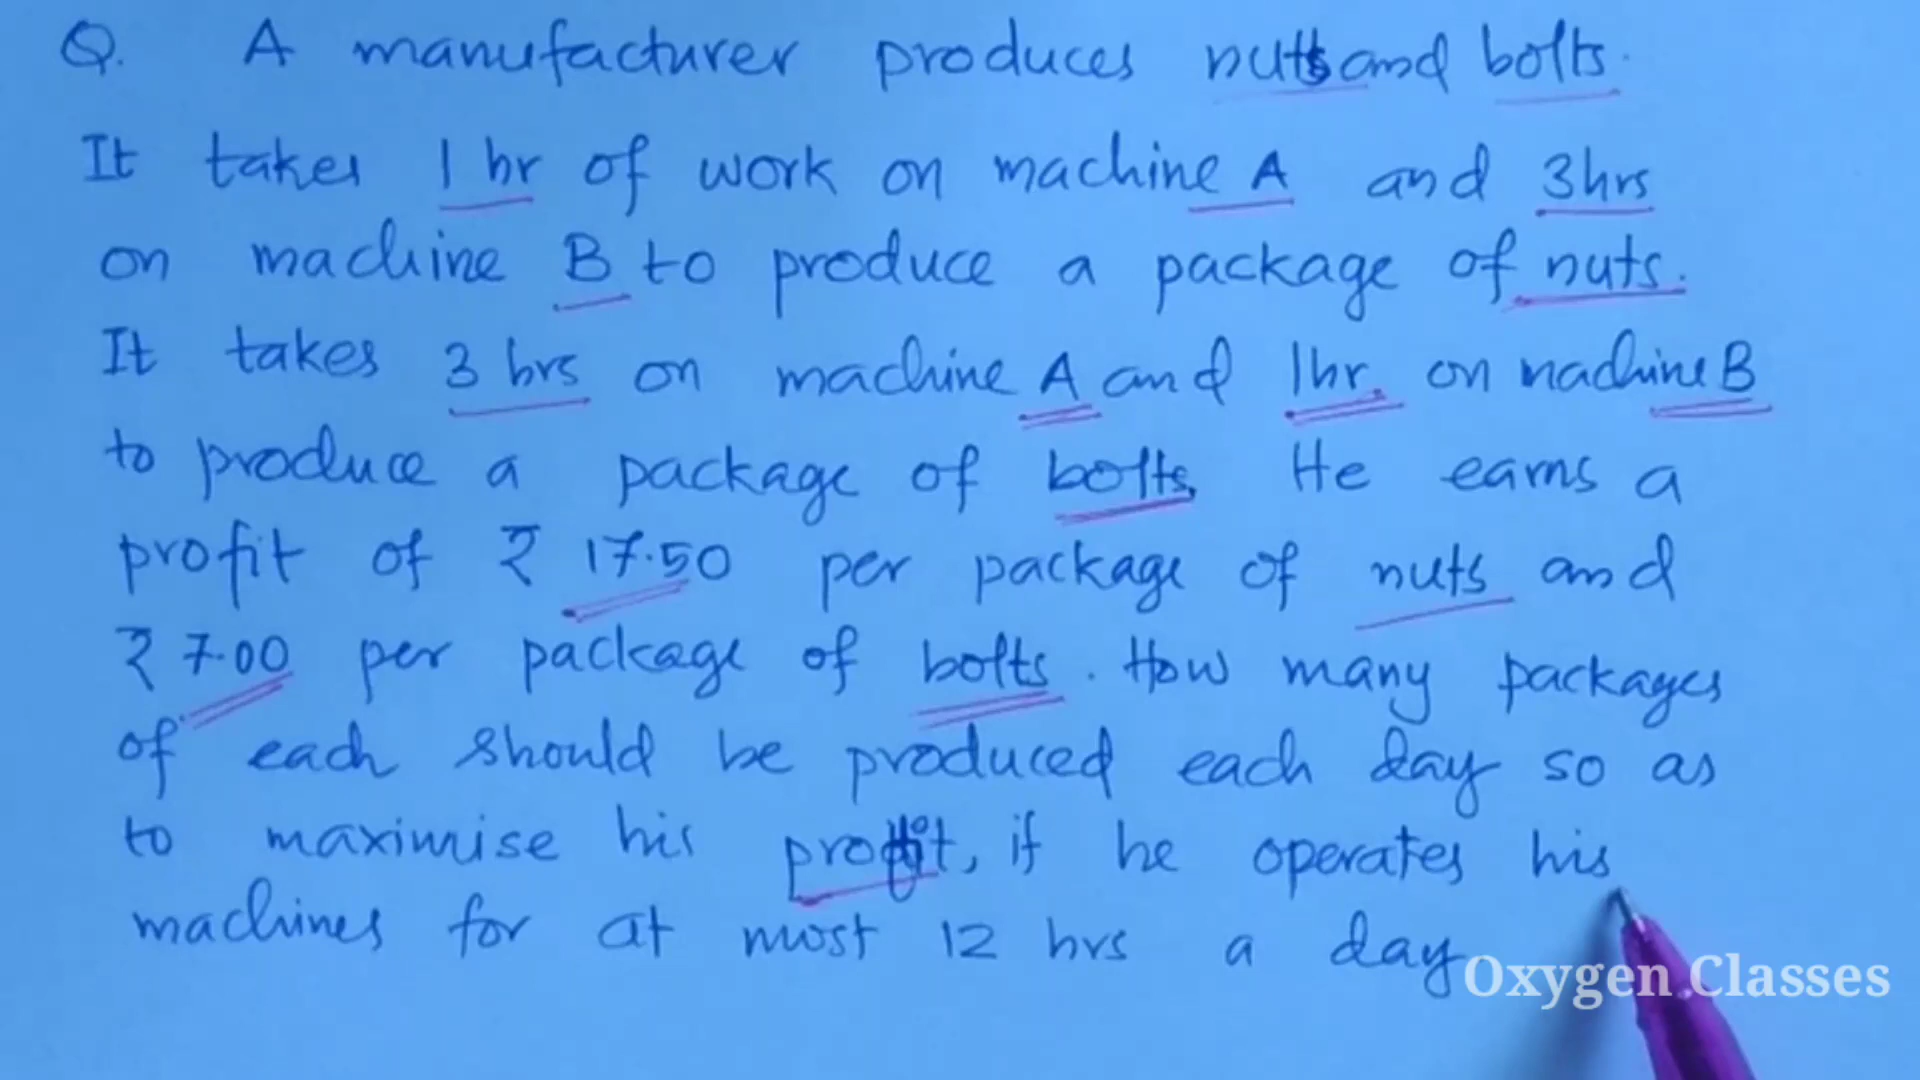 Q. A manufacturer produces nuts and bolts.
It takes 1 hr of work on machine A and 3 hrs
on machine B to produce a package of nuts.
It takes 3 hrs on machine A and 1 hr on machine B
to produce a package of bolts. He earns a
profit of ₹ 17.50 per package of nuts and
₹ 7.00 per package of bolts. How many packages
of each should be produced each day so as
to maximise his profit, if he operates his
machines for at most 12 hrs a day
Oxygen Classes